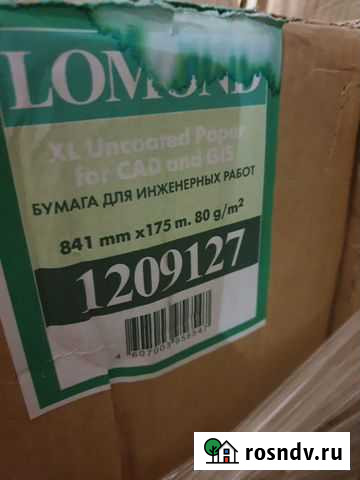 LOMOND
XL Uncoated Paper
for CAD and GIS
БУМАГА ДЛЯ ИНЖЕНЕРНЫХ РАБОТ
841 mm x 175 m. 80 g/m²
1209127
rosndv.ru